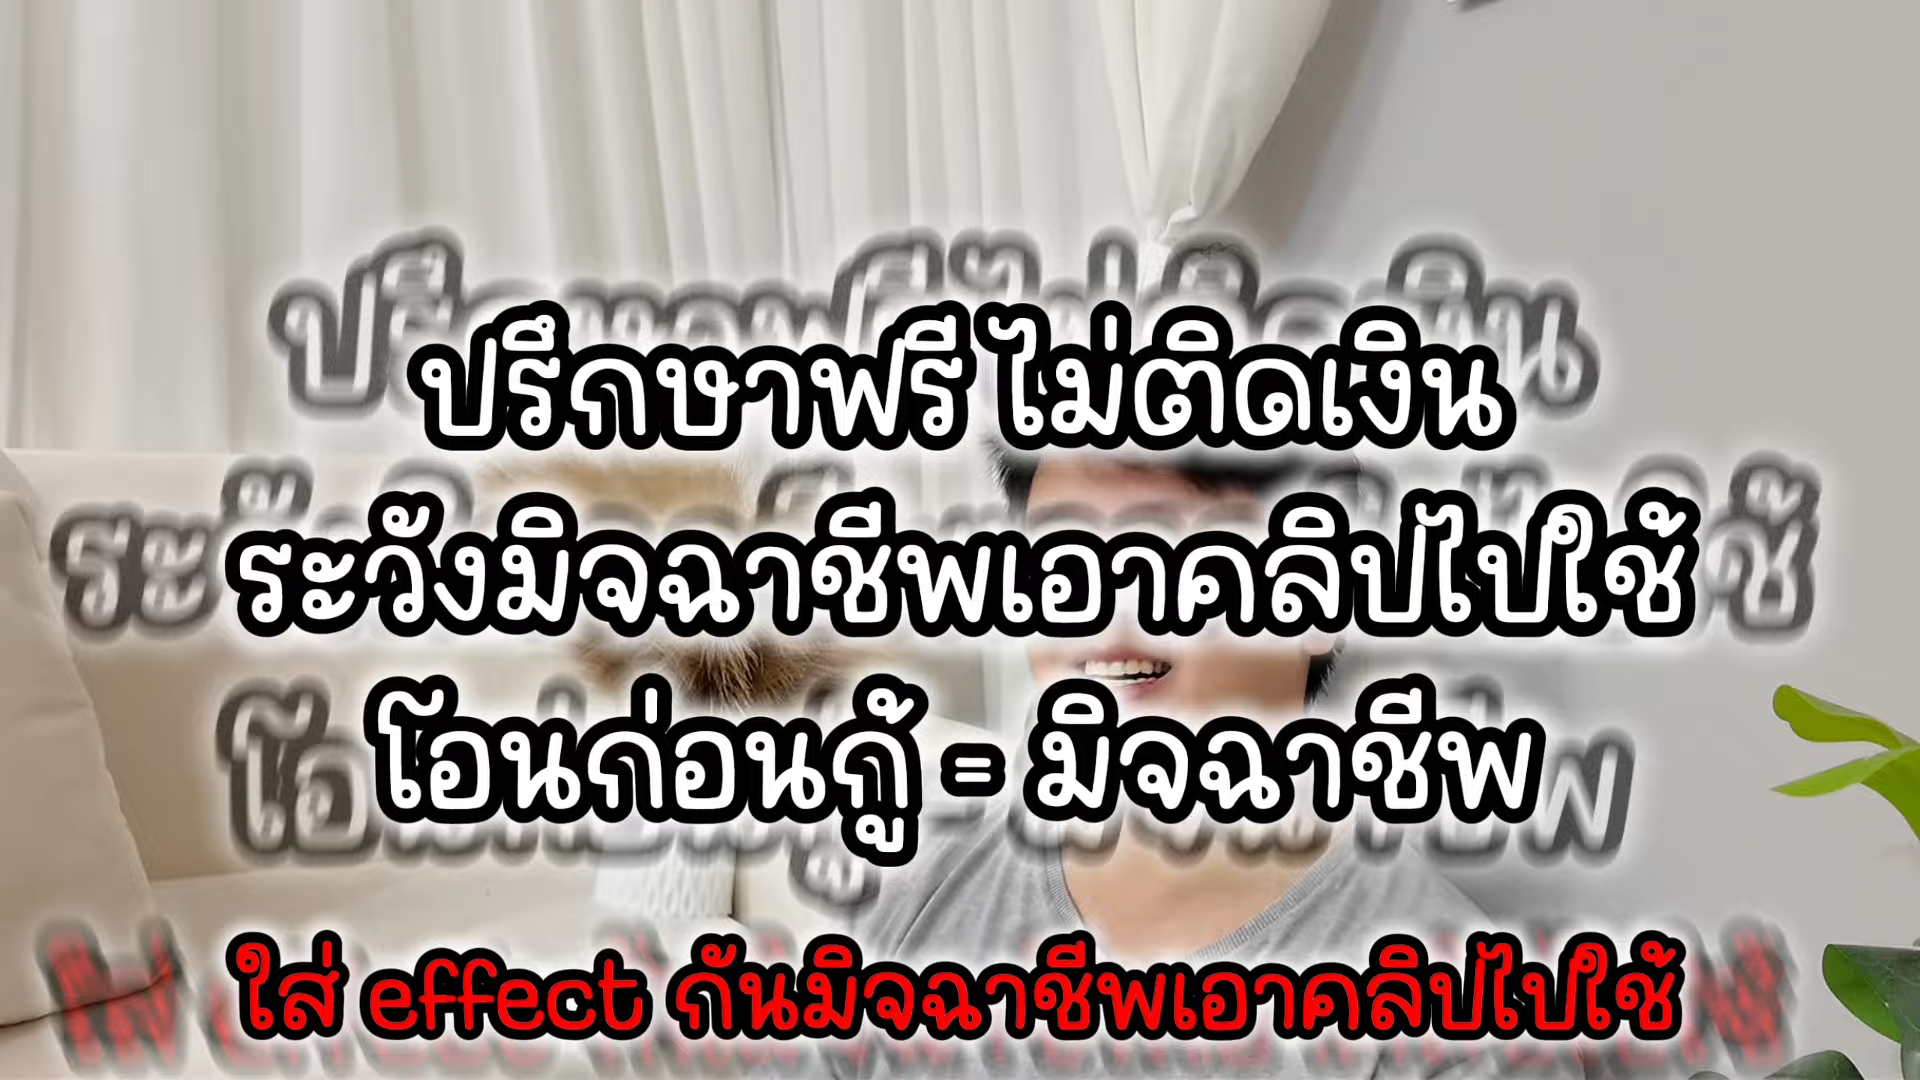 ปรึกษาฟรี ไม่ติดเงิน
ระวังมิจฉาชีพเอาคลิปไปใช้
โอนก่อนกู้ = มิจฉาชีพ
ใส่ effect กันมิจฉาชีพเอาคลิปไปใช้